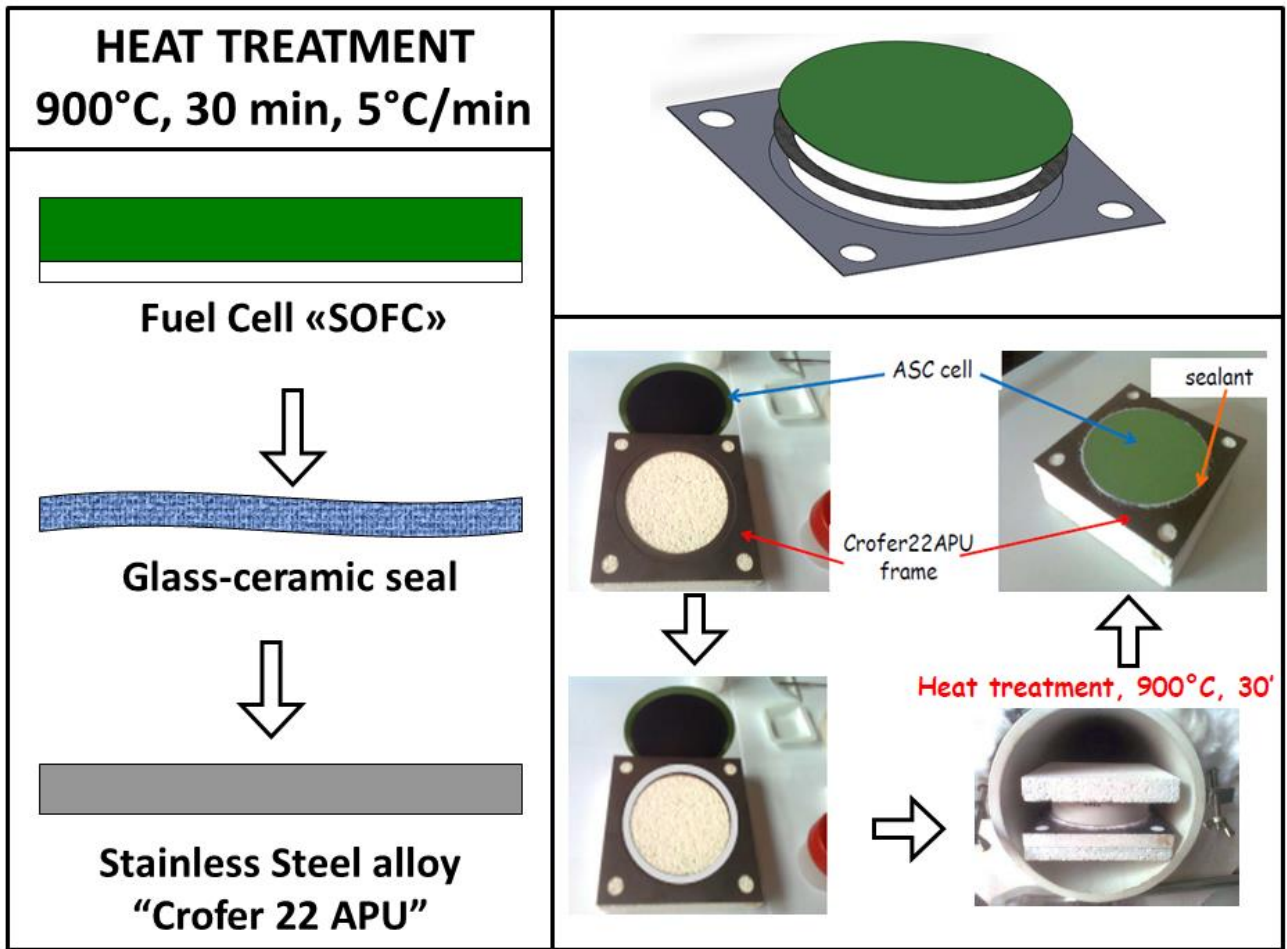 HEAT TREATMENT
900°C, 30 min, 5°C/min
Fuel Cell «SOFC»
Glass-ceramic seal
Stainless Steel alloy
“Crofer 22 APU”
ASC cell
sealant
Crofer22APU
frame
Heat treatment, 900°C, 30'